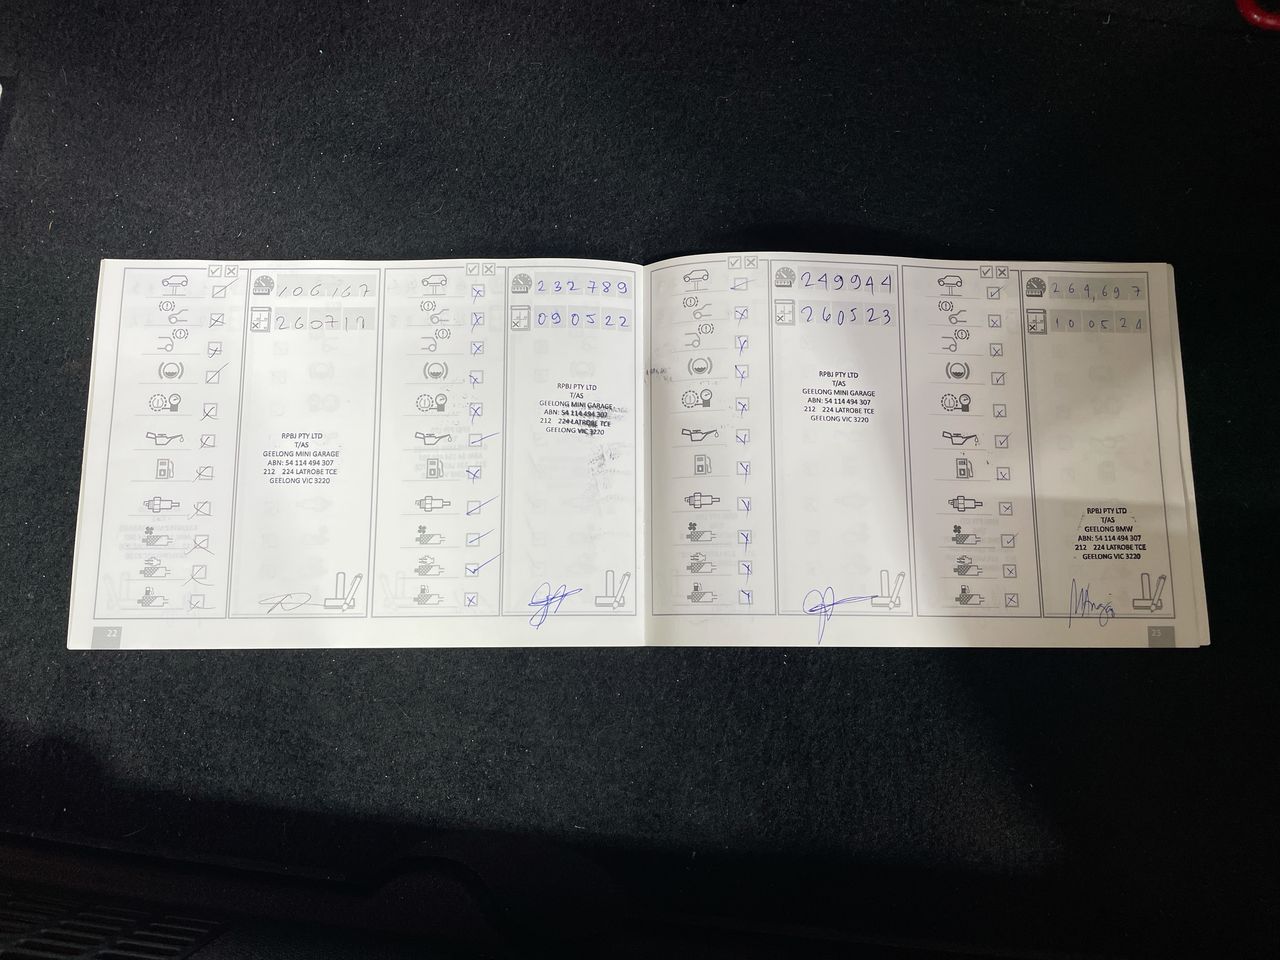 106167
260717
RPBJ PTY LTD
T/AS
GEELONG MINI GARAGE
ABN: 54 114 494 307
212 224 LATROBE TCE
GEELONG VIC 3220
22
232789
090522
RPBJ PTY LTD
T/AS
GEELONG MINI GARAGE
ABN: 54 114 494 307
212 224 LATROBE TCE
GEELONG VIC 3220
249944
260523
RPBJ PTY LTD
T/AS
GEELONG MINI GARAGE
ABN: 54 114 494 307
212 224 LATROBE TCE
GEELONG VIC 3220
264,697
100524
RPBJ PTY LTD
T/AS
GEELONG BMW
ABN: 54 114 494 307
212 224 LATROBE TCE
GEELONG VIC 3220
23